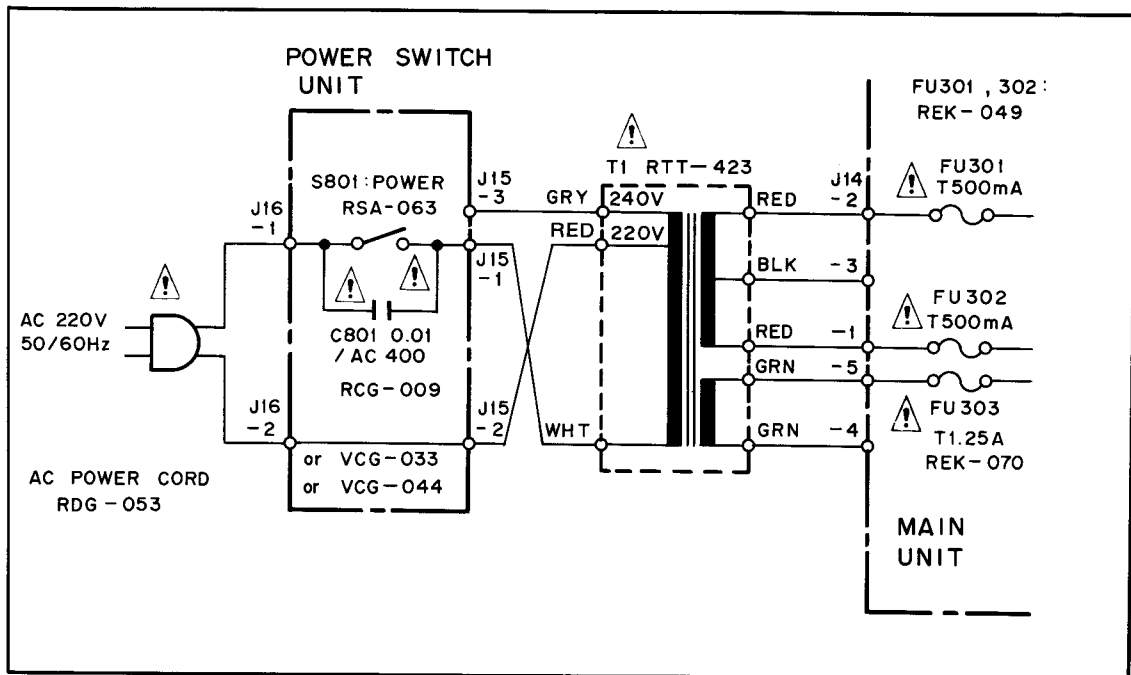 POWER SWITCH
UNIT
S801:POWER
RSA-063
J15
-3
J16
-1
J15
-1
C801 0.01
/ AC 400
RCG-009
AC 220V
50/60Hz
J16
-2
J15
-2
or VCG-033
or VCG-044
AC POWER CORD
RDG-053
!
!
!
!
T1 RTT-423
GRY
240V
RED
220V
WHT
RED
BLK
RED
GRN
GRN
J14
-2
-3
-1
-5
-4
FU301 , 302:
REK-049
!
FU301
T500mA
!
FU302
T500mA
!
FU303
T1.25A
REK-070
MAIN
UNIT